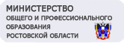 МИНИСТЕРСТВО
ОБЩЕГО И ПРОФЕССИОНАЛЬНОГО
ОБРАЗОВАНИЯ
РОСТОВСКОЙ ОБЛАСТИ